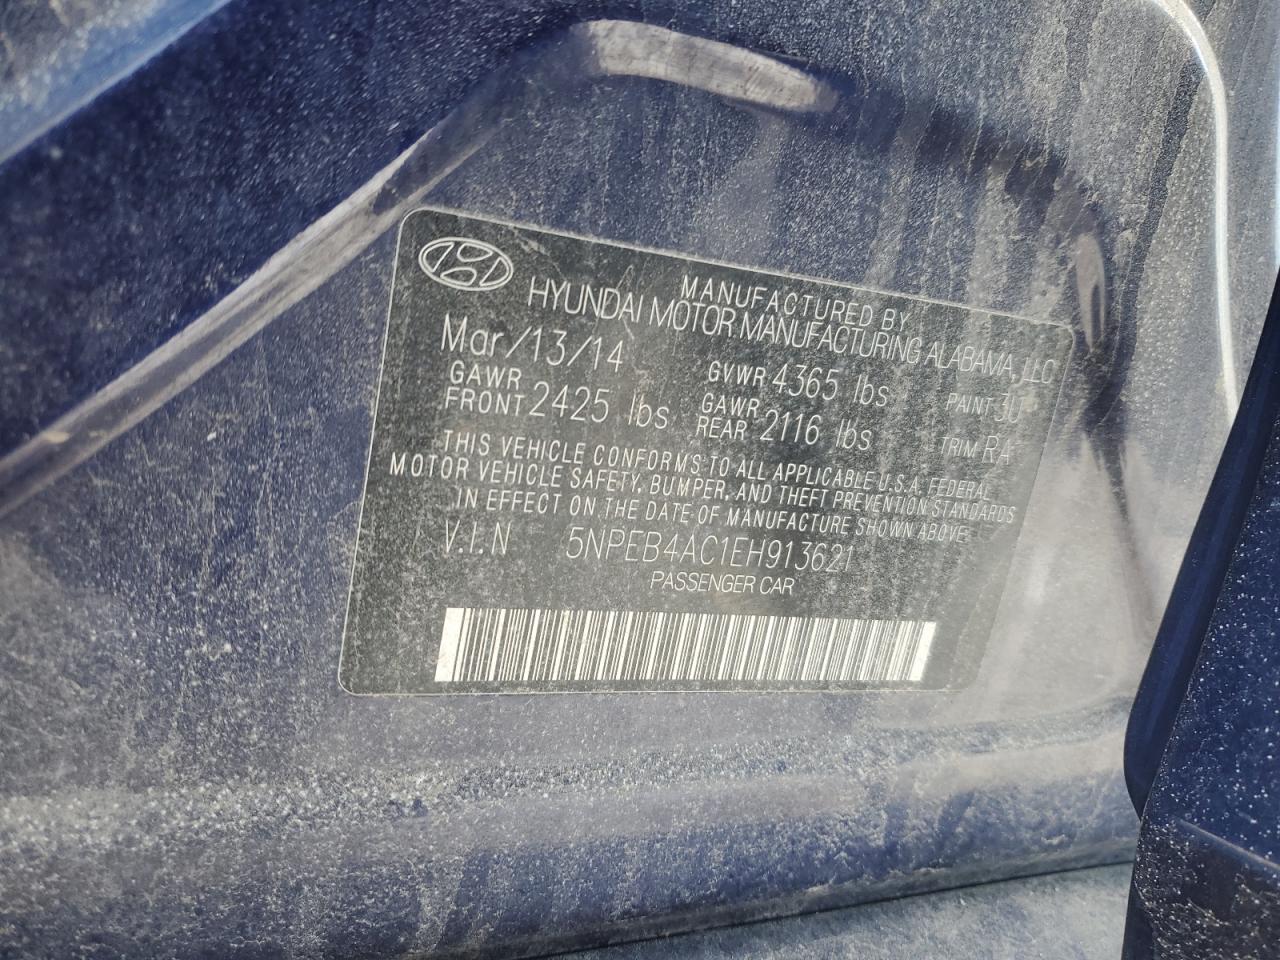 MANUFACTURED BY
HYUNDAI MOTOR MANUFACTURING ALABAMA, LLC
Mar/13/14
GVWR 4365 lbs PAINT 3U
GAWR FRONT 2425 lbs GAWR REAR 2116 lbs TRIM RA
THIS VEHICLE CONFORMS TO ALL APPLICABLE U.S.A. FEDERAL
MOTOR VEHICLE SAFETY, BUMPER, AND THEFT PREVENTION STANDARDS
IN EFFECT ON THE DATE OF MANUFACTURE SHOWN ABOVE
V.I.N 5NPEB4AC1EH913621
PASSENGER CAR